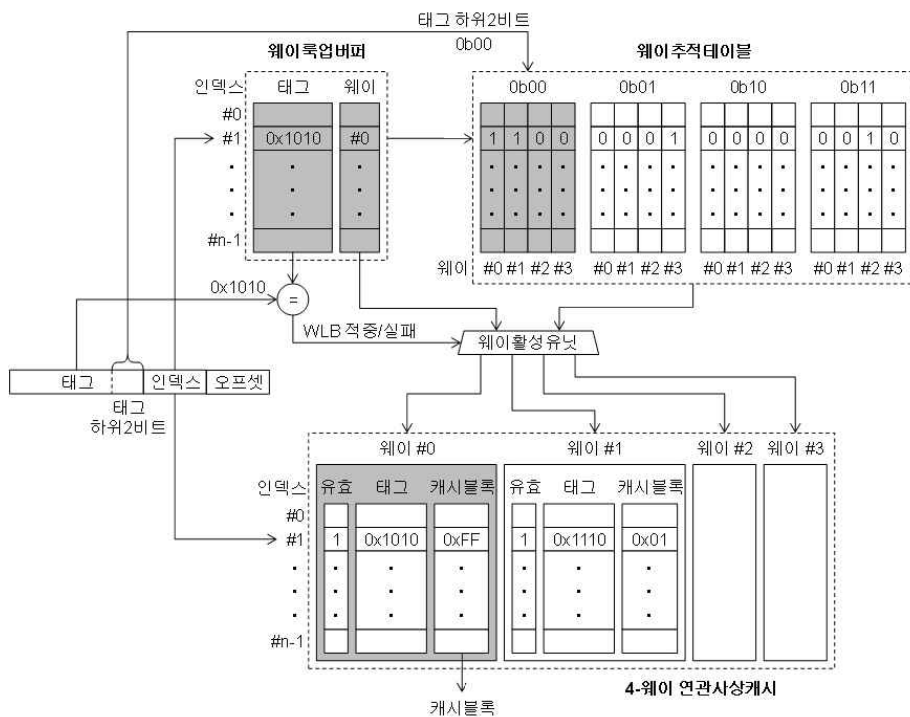 태그 하위2비트
0b00
웨이룩업버퍼
웨이추적테이블
인덱스 태그 웨이
0b00 0b01 0b10 0b11
#0
#1 0x1010 #0
1 1 0 0 0 0 0 1 0 0 0 0 0 0 1 0
#n-1
웨이 #0 #1 #2 #3 #0 #1 #2 #3 #0 #1 #2 #3 #0 #1 #2 #3
0x1010
=
WLB 적중/실패
웨이활성유닛
태그 인덱스 오프셋
태그
하위2비트
웨이 #0 웨이 #1 웨이 #2 웨이 #3
인덱스 유효 태그 캐시블록 유효 태그 캐시블록
#0
#1 1 0x1010 0xFF 1 0x1110 0x01
#n-1
4-웨이 연관사상캐시
캐시블록